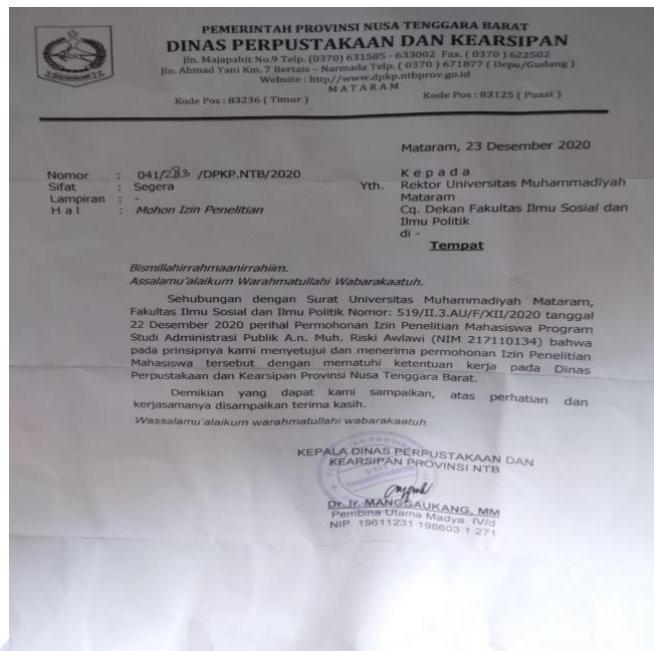 PEMERINTAH PROVINSI NUSA TENGGARA BARAT
DINAS PERPUSTAKAAN DAN KEARSIPAN
Jln. Majapahit No.9 Telp. (0370) 631585 - 633002 Fax. ( 0370 ) 622502
Jln. Ahmad Yani Km. 7 Bertais – Narmada Telp. ( 0370 ) 671877 ( Depo/Gudang )
Website : http//www.dpkp.ntbprov.go.id
M A T A R A M
Kode Pos : 83236 ( Timur ) Kode Pos : 83125 ( Pusat )
Mataram, 23 Desember 2020
Nomor : 041/283 /DPKP.NTB/2020
Sifat : Segera
Lampiran : -
H a l : Mohon Izin Penelitian
K e p a d a
Yth. Rektor Universitas Muhammadiyah
Mataram
Cq. Dekan Fakultas Ilmu Sosial dan
Ilmu Politik
di -
Tempat
Bismillahirrahmaanirrahiim.
Assalamu'alaikum Warahmatullahi Wabarakaatuh.
Sehubungan dengan Surat Universitas Muhammadiyah Mataram,
Fakultas Ilmu Sosial dan Ilmu Politik Nomor: 519/II.3.AU/F/XII/2020 tanggal
22 Desember 2020 perihal Permohonan Izin Penelitian Mahasiswa Program
Studi Administrasi Publik A.n. Muh. Riski Awlawi (NIM 217110134) bahwa
pada prinsipnya kami menyetujui dan menerima permohonan Izin Penelitian
Mahasiswa tersebut dengan mematuhi ketentuan kerja pada Dinas
Perpustakaan dan Kearsipan Provinsi Nusa Tenggara Barat.
Demikian yang dapat kami sampaikan, atas perhatian dan
kerjasamanya disampaikan terima kasih.
Wassalamu'alaikum warahmatullahi wabarakaatuh.
KEPALA DINAS PERPUSTAKAAN DAN
KEARSIPAN PROVINSI NTB
Dr. Ir. MANGGAUKANG, MM
Pembina Utama Madya IV/d
NIP. 19611231 198603 1 271